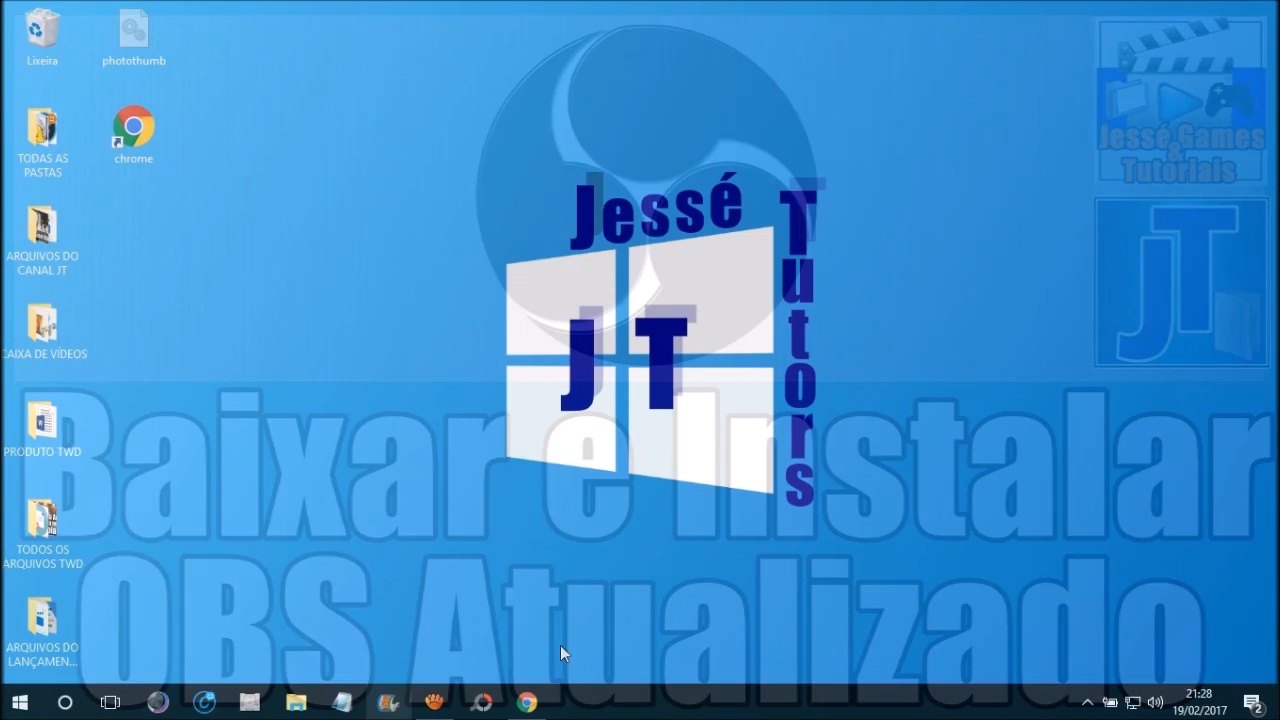 Lixeira
photothumb
TODAS AS
PASTAS
chrome
ARQUIVOS DO
CANAL JT
CAIXA DE VÍDEOS
PRODUTO TWD
TODOS OS
ARQUIVOS TWD
ARQUIVOS DO
LANÇAMEN...
Jessé
Tutors
JT
Jessé Games
&
Tutorials
JT
Baixar e Instalar
OBS Atualizado
21:28
19/02/2017
2